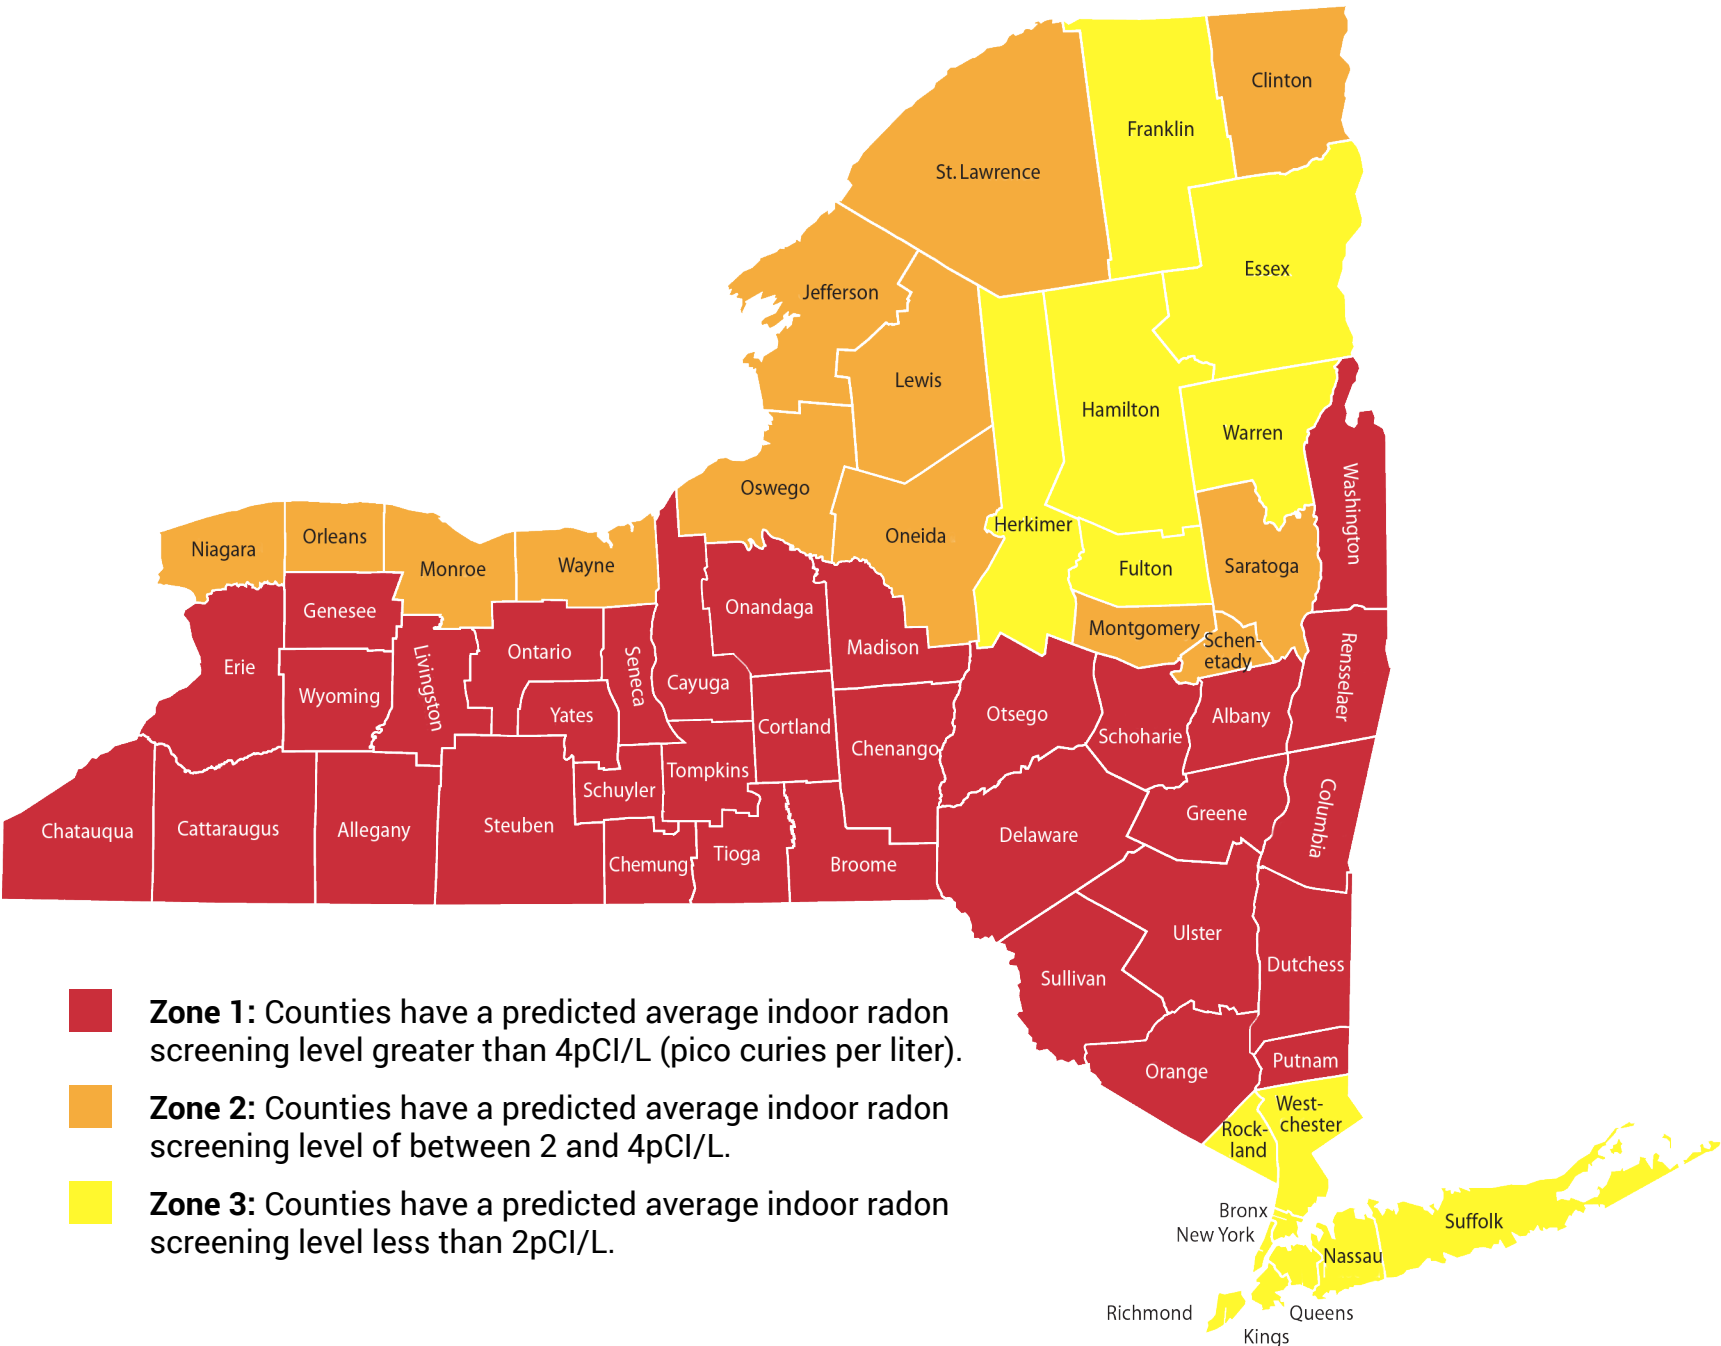 Clinton
Franklin
St. Lawrence
Essex
Jefferson
Lewis
Hamilton
Warren
Washington
Oswego
Herkimer
Oneida
Orleans
Niagara
Monroe
Wayne
Fulton
Saratoga
Genesee
Onandaga
Montgomery
Schen-
etady
Madison
Ontario
Livingston
Seneca
Erie
Wyoming
Cayuga
Rensselaer
Yates
Cortland
Otsego
Albany
Schoharie
Chenango
Tompkins
Schuyler
Greene
Columbia
Chatauqua
Cattaraugus
Allegany
Steuben
Delaware
Tioga
Chemung
Broome
Ulster
Dutchess
Sullivan
Orange
Putnam
West-
chester
Rock-
land
Bronx
New York
Suffolk
Nassau
Richmond
Queens
Kings
Zone 1: Counties have a predicted average indoor radon
screening level greater than 4pCI/L (pico curies per liter).
Zone 2: Counties have a predicted average indoor radon
screening level of between 2 and 4pCI/L.
Zone 3: Counties have a predicted average indoor radon
screening level less than 2pCI/L.